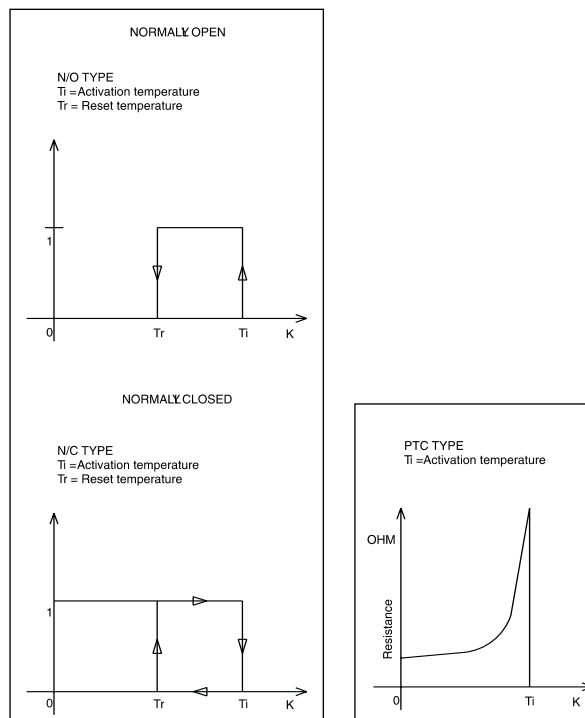 NORMALLY OPEN
N/O TYPE
Ti =Activation temperature
Tr = Reset temperature
1
0 Tr Ti K
NORMALLY CLOSED
N/C TYPE
Ti =Activation temperature
Tr = Reset temperature
1
0 Tr Ti K
PTC TYPE
Ti =Activation temperature
OHM
Resistance
0 Ti K